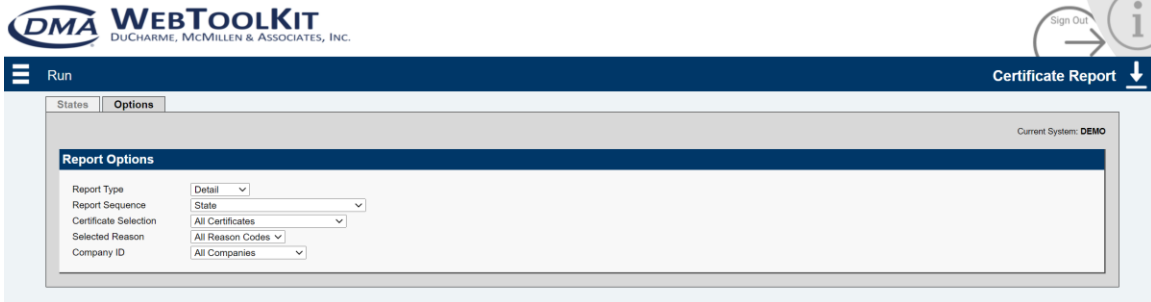 DMA WEBTOOLKIT
DUCHARME, MCMILLEN & ASSOCIATES, INC.
Sign Out
i
Run
Certificate Report
States
Options
Current System: DEMO
Report Options
Report Type Detail
Report Sequence State
Certificate Selection All Certificates
Selected Reason All Reason Codes
Company ID All Companies